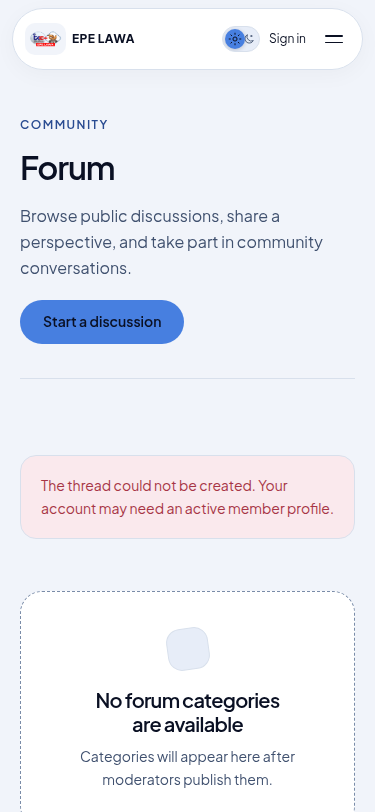 EPE LAWA
Sign in
COMMUNITY
Forum
Browse public discussions, share a
perspective, and take part in community
conversations.
Start a discussion
The thread could not be created. Your
account may need an active member profile.
No forum categories
are available
Categories will appear here after
moderators publish them.